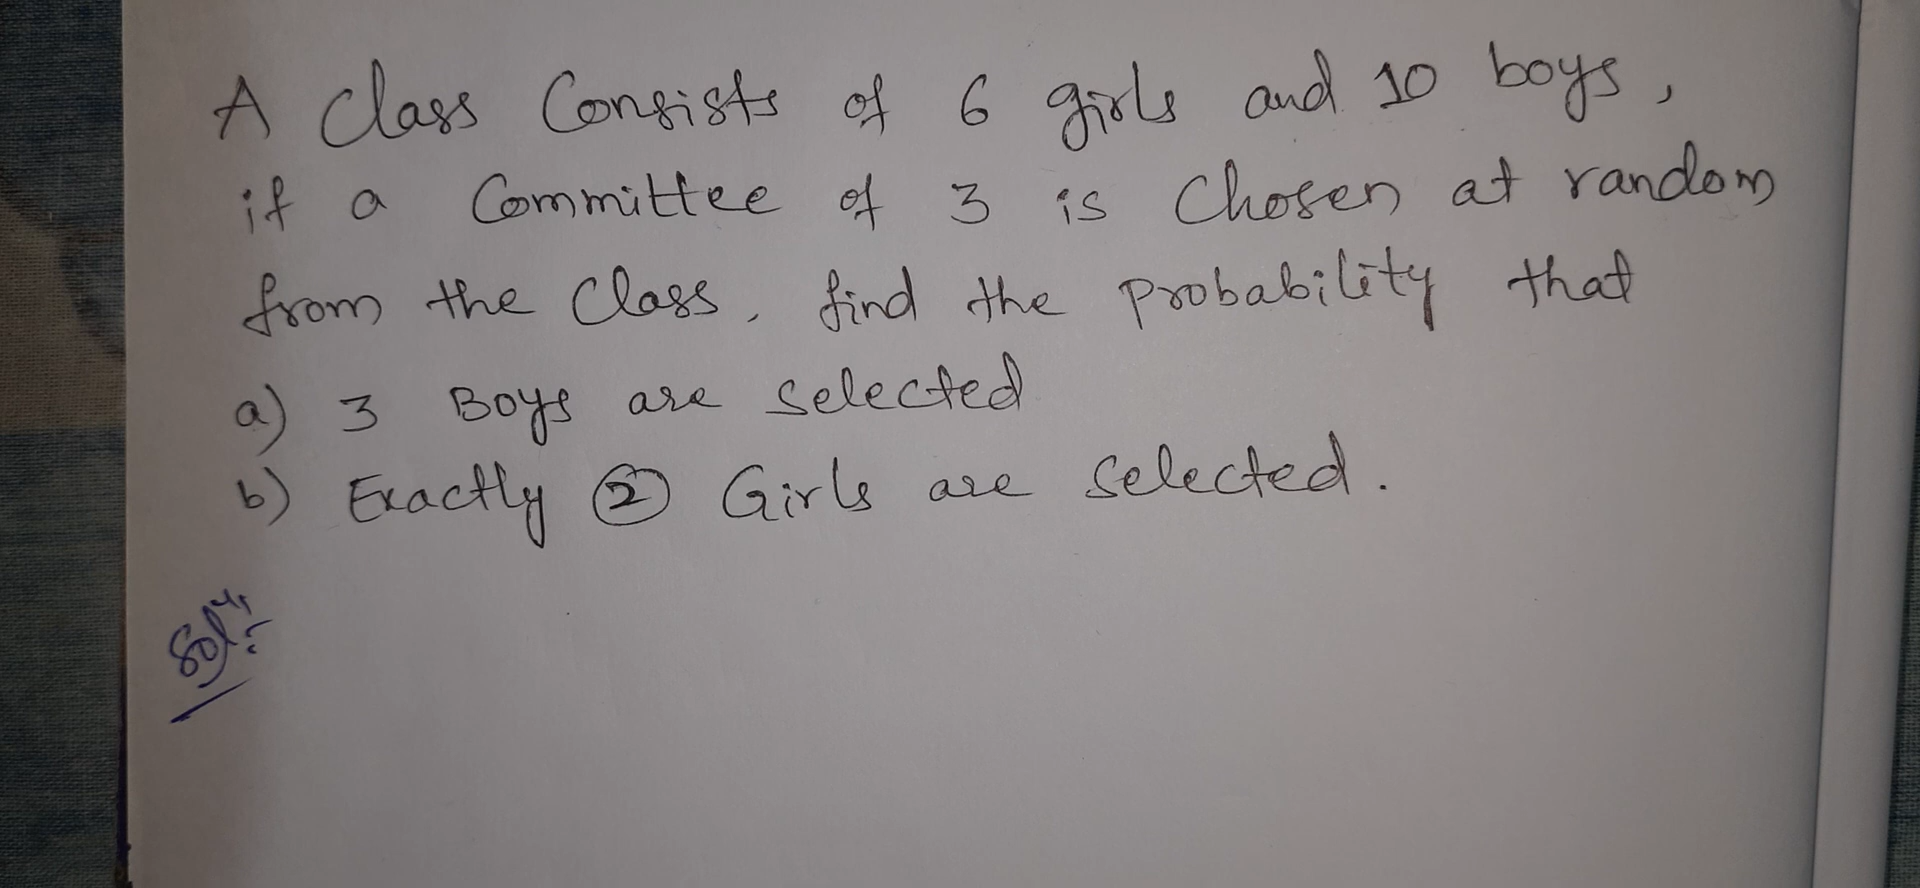 A Class Consists of 6 girls and 10 boys,
if a Committee of 3 is Chosen at random
from the Class, find the Probability that
a) 3 Boys are Selected
b) Exactly 2 Girls are Selected.
Solⁿ: